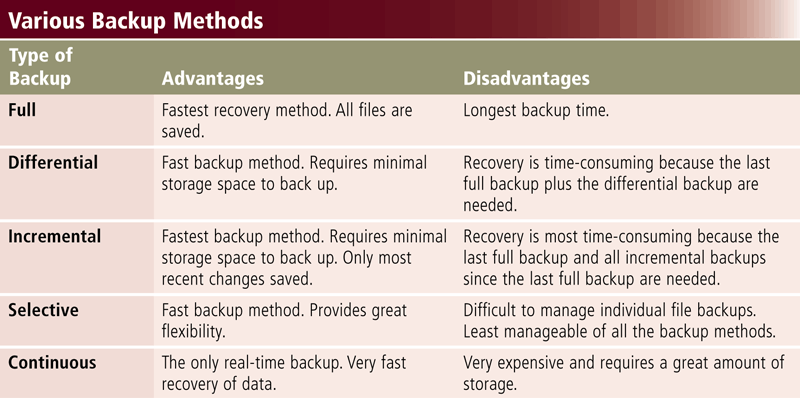 Various Backup Methods
Type of
Backup
Advantages
Disadvantages
Full
Fastest recovery method. All files are
saved.
Longest backup time.
Differential
Fast backup method. Requires minimal
storage space to back up.
Recovery is time-consuming because the last
full backup plus the differential backup are
needed.
Incremental
Fastest backup method. Requires minimal
storage space to back up. Only most
recent changes saved.
Recovery is most time-consuming because the
last full backup and all incremental backups
since the last full backup are needed.
Selective
Fast backup method. Provides great
flexibility.
Difficult to manage individual file backups.
Least manageable of all the backup methods.
Continuous
The only real-time backup. Very fast
recovery of data.
Very expensive and requires a great amount of
storage.